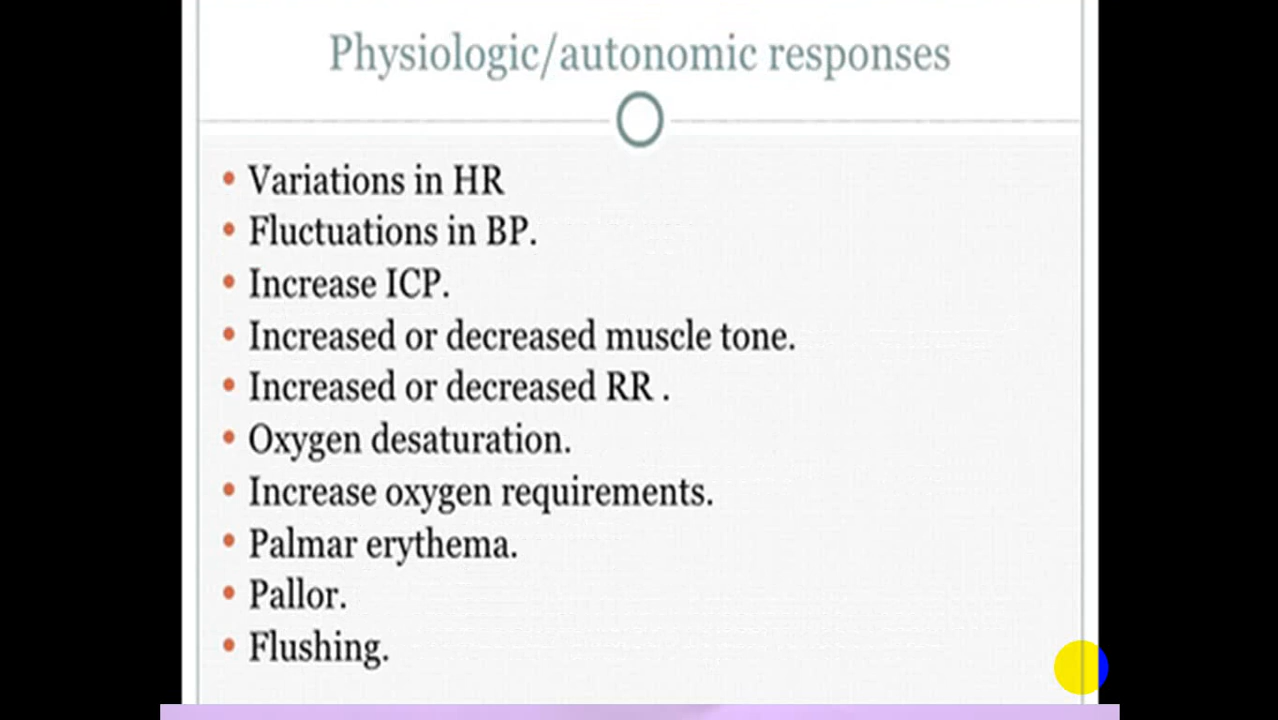 Physiologic/autonomic responses
• Variations in HR
• Fluctuations in BP.
• Increase ICP.
• Increased or decreased muscle tone.
• Increased or decreased RR .
• Oxygen desaturation.
• Increase oxygen requirements.
• Palmar erythema.
• Pallor.
• Flushing.